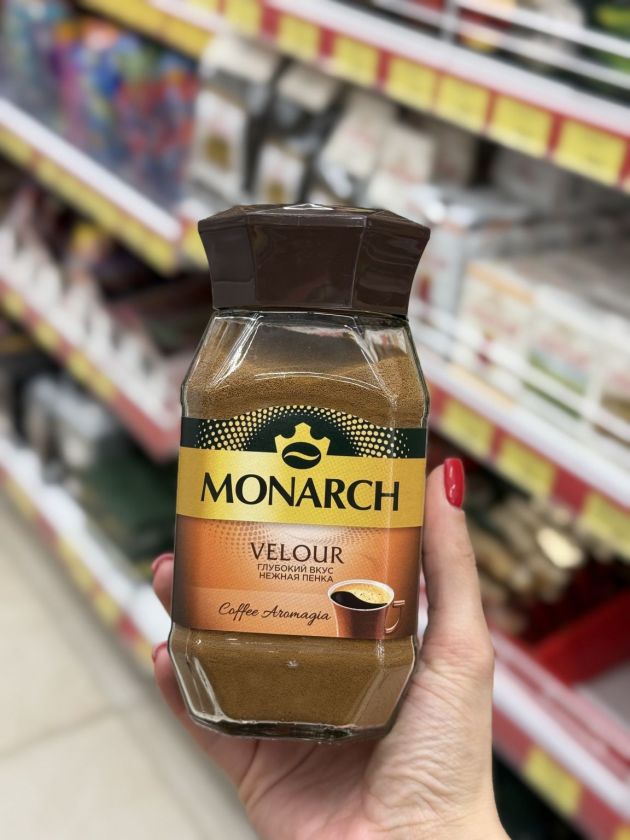 MONARCH
VELOUR
ГЛУБОКИЙ ВКУС
НЕЖНАЯ ПЕНКА
Coffee Aromagia